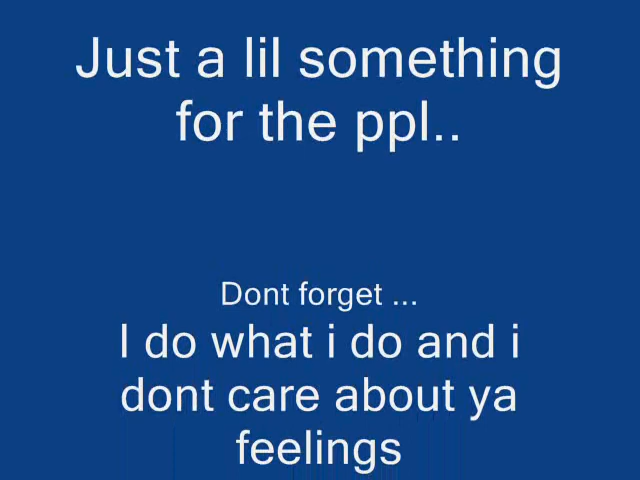 Just a lil something
for the ppl..
Dont forget ...
I do what i do and i
dont care about ya
feelings